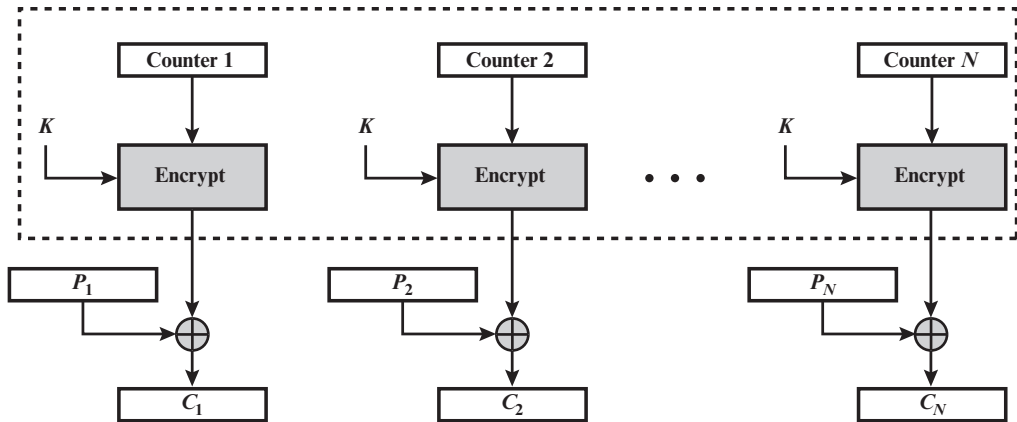 Counter 1
Counter 2
Counter N
K
K
K
Encrypt
Encrypt
• • •
Encrypt
P1
P2
PN
C1
C2
CN